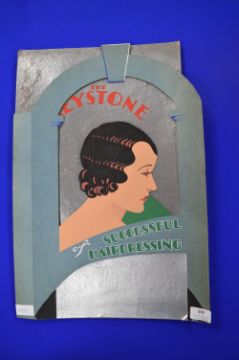 THE
KEYSTONE
of SUCCESSFUL
HAIRDRESSING